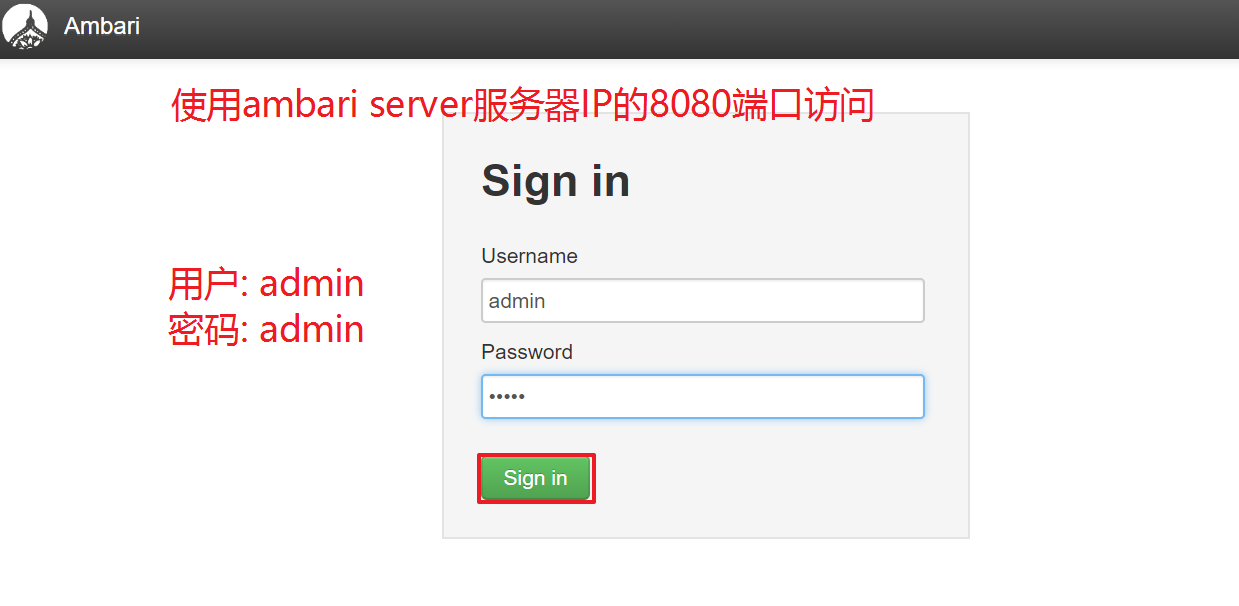 Ambari
使用ambari server服务器IP的8080端口访问
Sign in
Username
用户: admin
admin
密码: admin
Password
•••••
Sign in